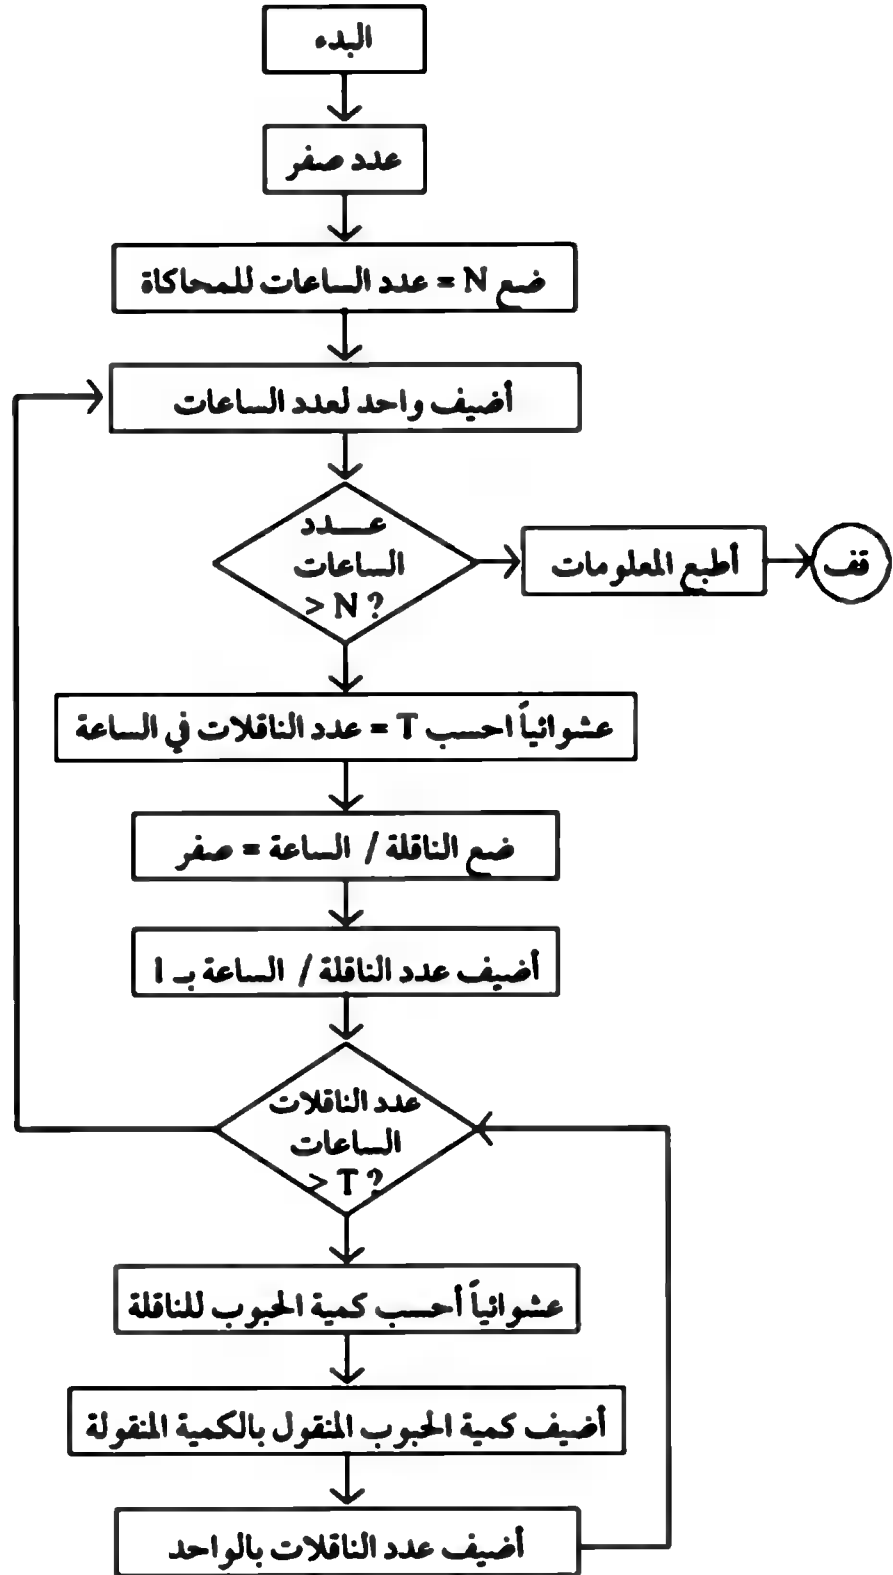 البدء
عدد صفر
ضع N = عدد الساعات للمحاكاة
أضيف واحد لعدد الساعات
عـــدد
الساعات
> N ?
أطبع المعلومات
قف
عشوائياً احسب T = عدد الناقلات في الساعة
ضع الناقلة / الساعة = صفر
أضيف عدد الناقلة / الساعة بـ 1
عدد الناقلات
الساعات
> T ?
عشوائياً أحسب كمية الحبوب للناقلة
أضيف كمية الحبوب المنقول بالكمية المنقولة
أضيف عدد الناقلات بالواحد